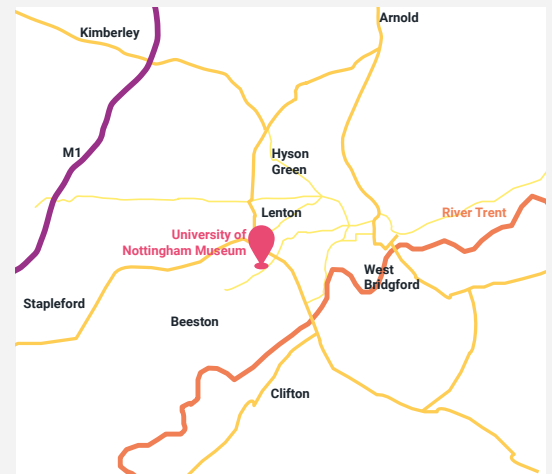 Arnold
Kimberley
M1
Hyson
Green
Lenton
River Trent
University of
Nottingham Museum
West
Bridgford
Stapleford
Beeston
Clifton